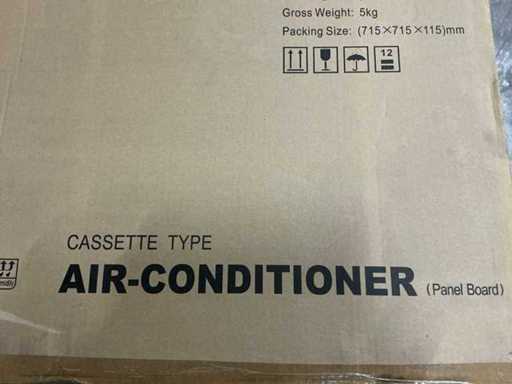 Gross Weight: 5kg
Packing Size: (715×715×115)mm
12
CASSETTE TYPE
AIR-CONDITIONER (Panel Board)